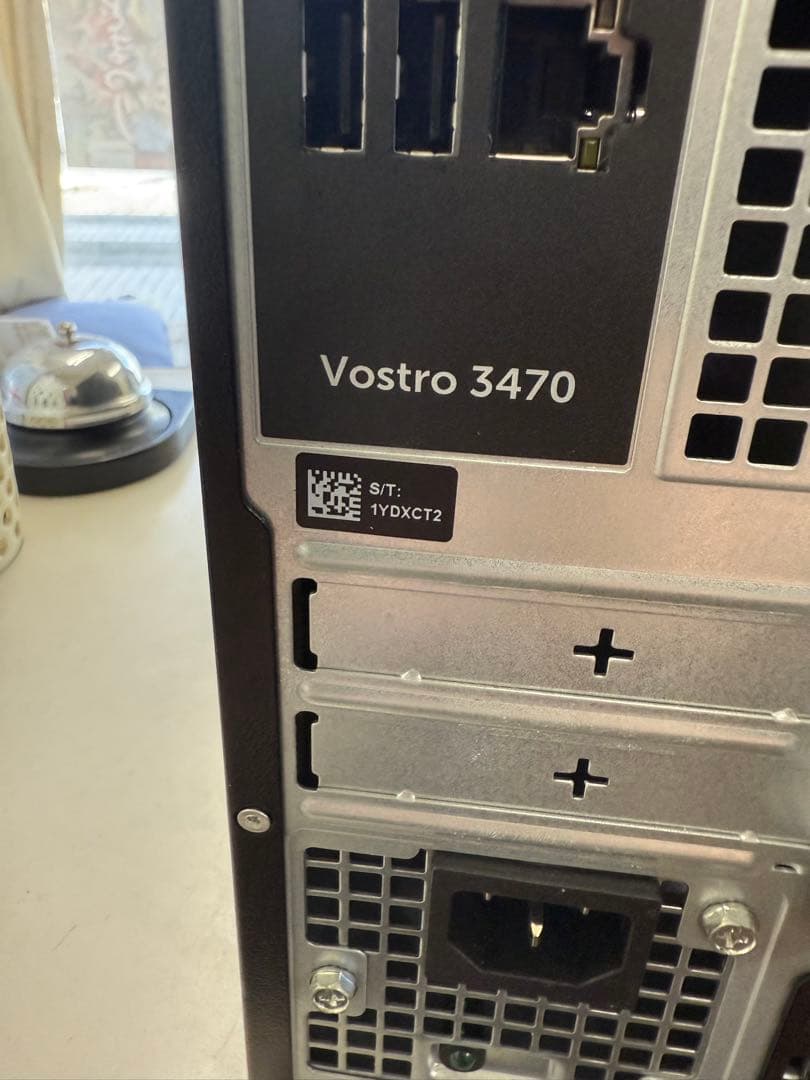 Vostro 3470
S/T:
1YDXCT2